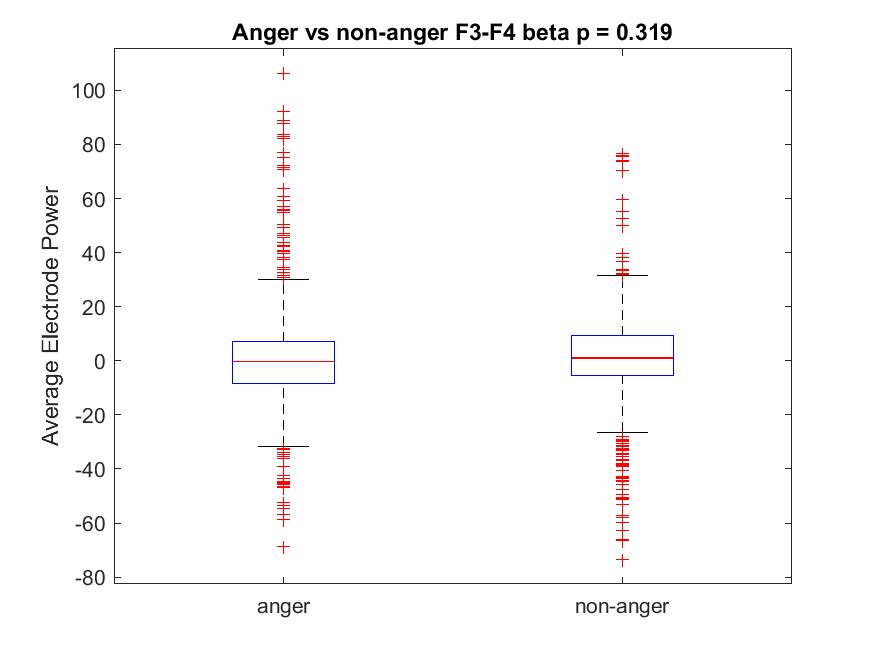 Anger vs non-anger F3-F4 beta p = 0.319
Average Electrode Power
100
80
60
40
20
0
-20
-40
-60
-80
anger
non-anger